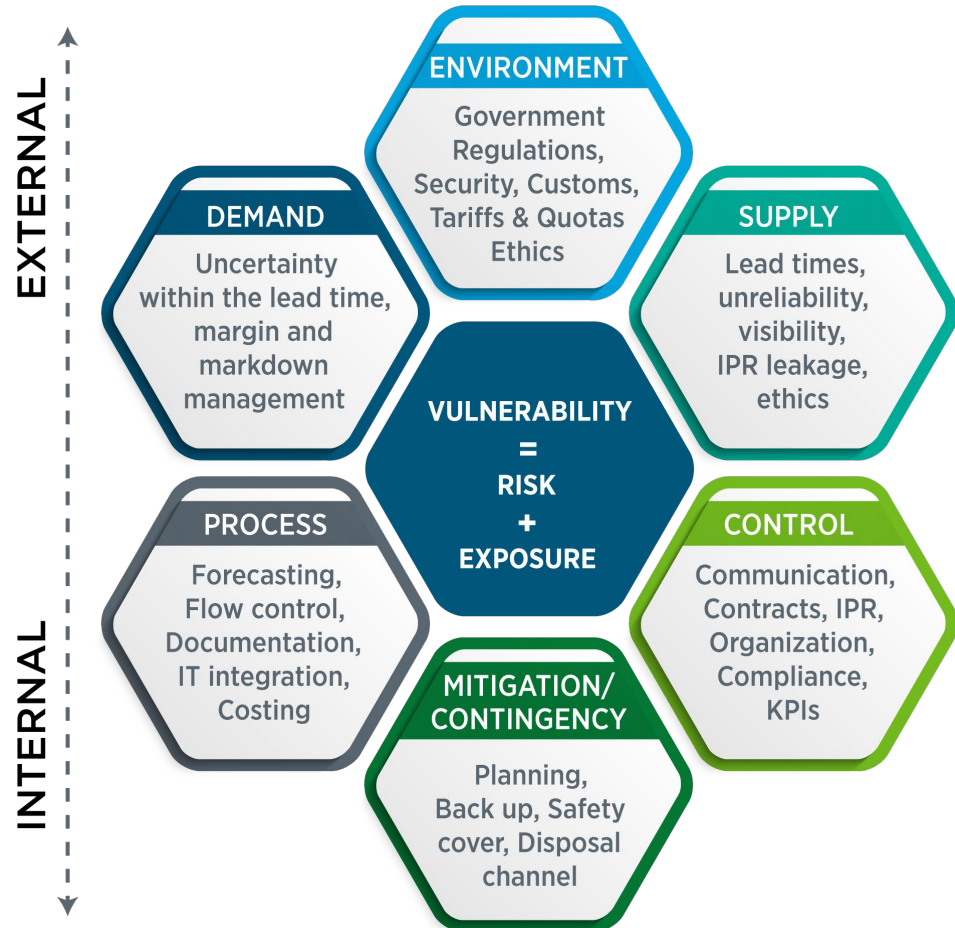 EXTERNAL
INTERNAL
ENVIRONMENT
Government
Regulations,
Security, Customs,
Tariffs & Quotas
Ethics
DEMAND
Uncertainty
within the lead time,
margin and
markdown
management
SUPPLY
Lead times,
unreliability,
visibility,
IPR leakage,
ethics
VULNERABILITY
=
RISK
+
EXPOSURE
PROCESS
Forecasting,
Flow control,
Documentation,
IT integration,
Costing
CONTROL
Communication,
Contracts, IPR,
Organization,
Compliance,
KPIs
MITIGATION/
CONTINGENCY
Planning,
Back up, Safety
cover, Disposal
channel